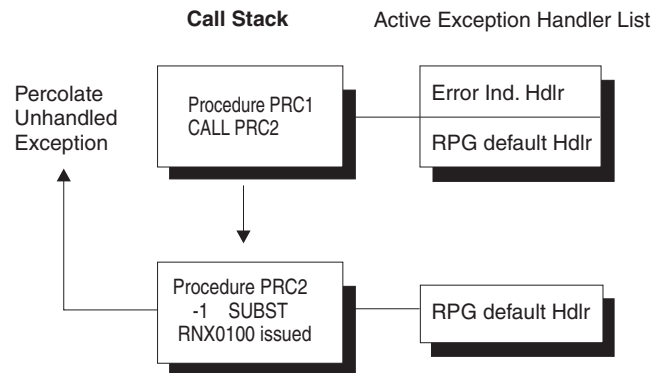 Call Stack
Active Exception Handler List
Percolate
Unhandled
Exception
Procedure PRC1
CALL PRC2
Error Ind. Hdlr
RPG default Hdlr
Procedure PRC2
-1 SUBST
RNX0100 issued
RPG default Hdlr